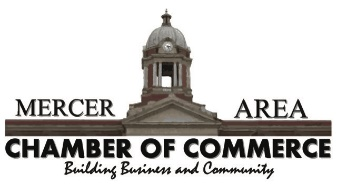 MERCER AREA
CHAMBER OF COMMERCE
Building Business and Community